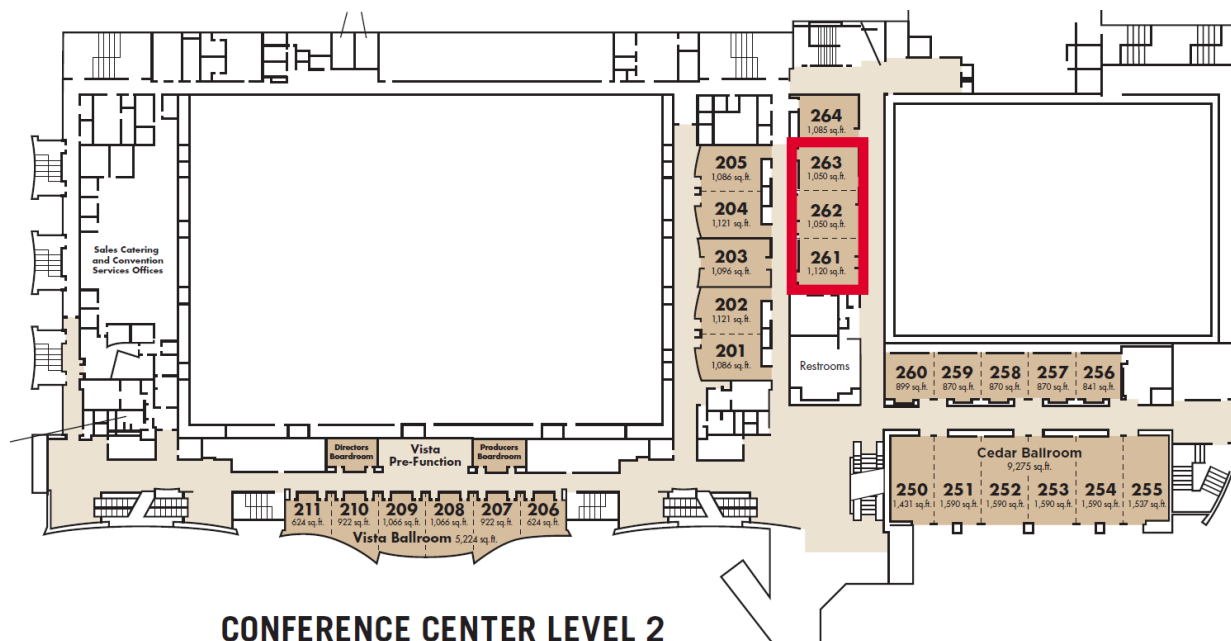 264
1,085 sq.ft.
263
1,050 sq.ft.
262
1,050 sq.ft.
261
1,120 sq.ft.
205
1,086 sq.ft.
204
1,121 sq.ft.
203
1,096 sq.ft.
202
1,121 sq.ft.
201
1,086 sq.ft.
Sales Catering
and Convention
Services Offices
Restrooms
260
899 sq.ft.
259
870 sq.ft.
258
870 sq.ft.
257
870 sq.ft.
256
841 sq.ft.
Directors
Boardroom
Vista
Pre-Function
Producers
Boardroom
Cedar Ballroom
9,275 sq.ft.
250
1,431 sq.ft.
251
1,590 sq.ft.
252
1,590 sq.ft.
253
1,590 sq.ft.
254
1,590 sq.ft.
255
1,537 sq.ft.
211
624 sq.ft.
210
922 sq.ft.
209
1,066 sq.ft.
208
1,066 sq.ft.
207
922 sq.ft.
206
624 sq.ft.
Vista Ballroom 5,224 sq.ft.
CONFERENCE CENTER LEVEL 2